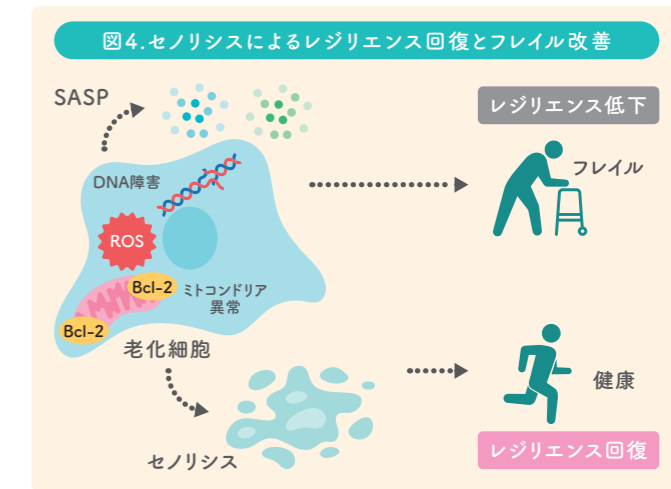 図4.セノリシスによるレジリエンス回復とフレイル改善
SASP
レジリエンス低下
フレイル
DNA障害
ROS
Bcl-2
ミトコンドリア
異常
Bcl-2
老化細胞
健康
レジリエンス回復
セノリシス